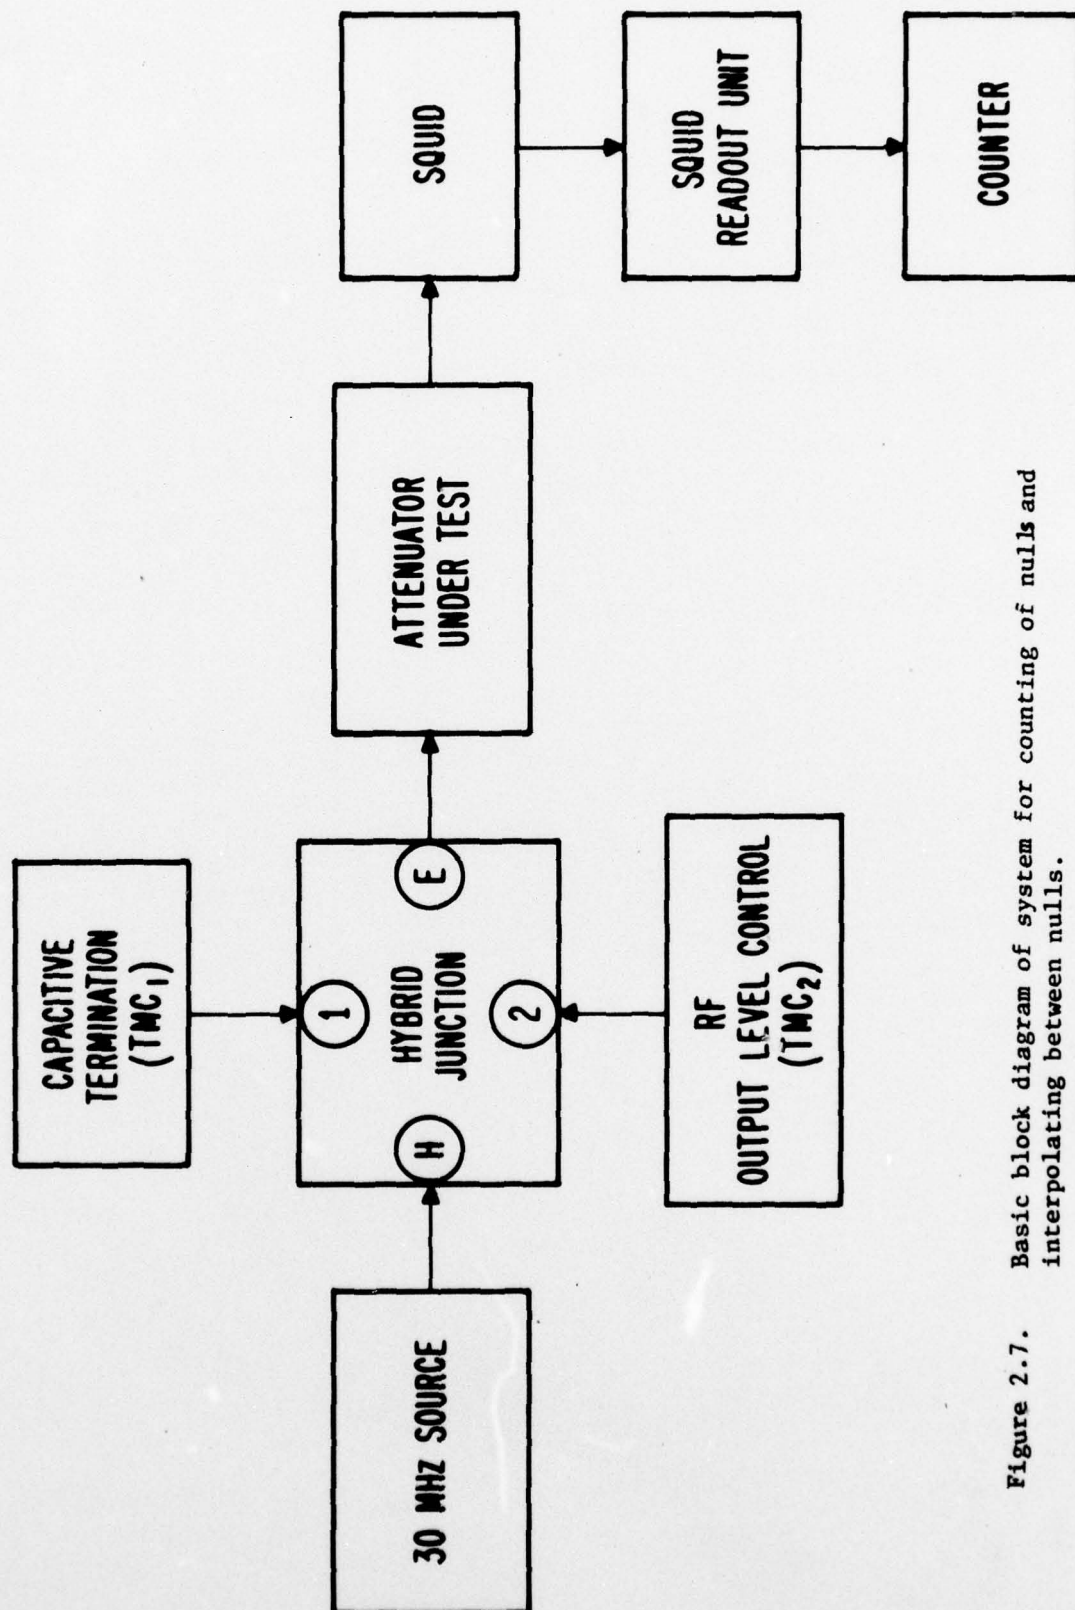 CAPACITIVE
TERMINATION
(TMC₁)
30 MHZ SOURCE
H
1
HYBRID
JUNCTION
2
E
RF
OUTPUT LEVEL CONTROL
(TMC₂)
ATTENUATOR
UNDER TEST
SQUID
SQUID
READOUT UNIT
COUNTER
Figure 2.7. Basic block diagram of system for counting of nulls and
interpolating between nulls.